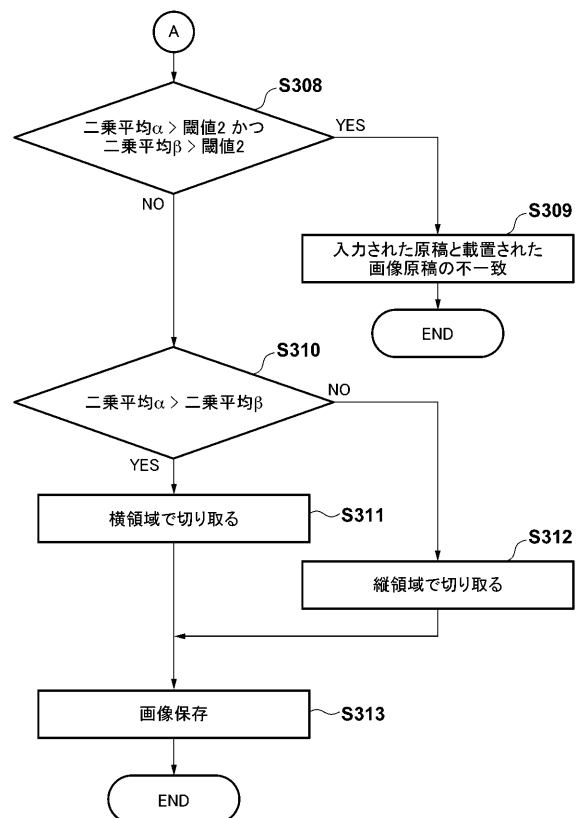 A
S308
二乗平均α > 閾値2 かつ
二乗平均β > 閾値2
YES
NO
S309
入力された原稿と載置された
画像原稿の不一致
END
S310
二乗平均α > 二乗平均β
NO
YES
横領域で切り取る
S311
S312
縦領域で切り取る
画像保存
S313
END